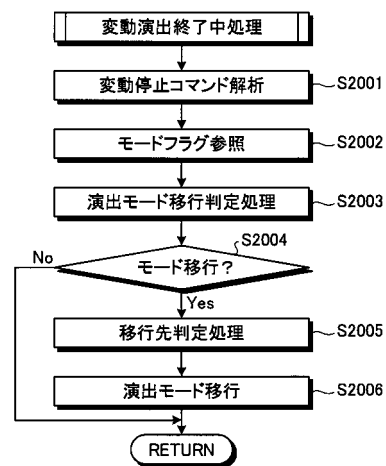 変動演出終了中処理
変動停止コマンド解析
S2001
モードフラグ参照
S2002
演出モード移行判定処理
S2003
S2004
No
モード移行？
Yes
移行先判定処理
S2005
演出モード移行
S2006
RETURN